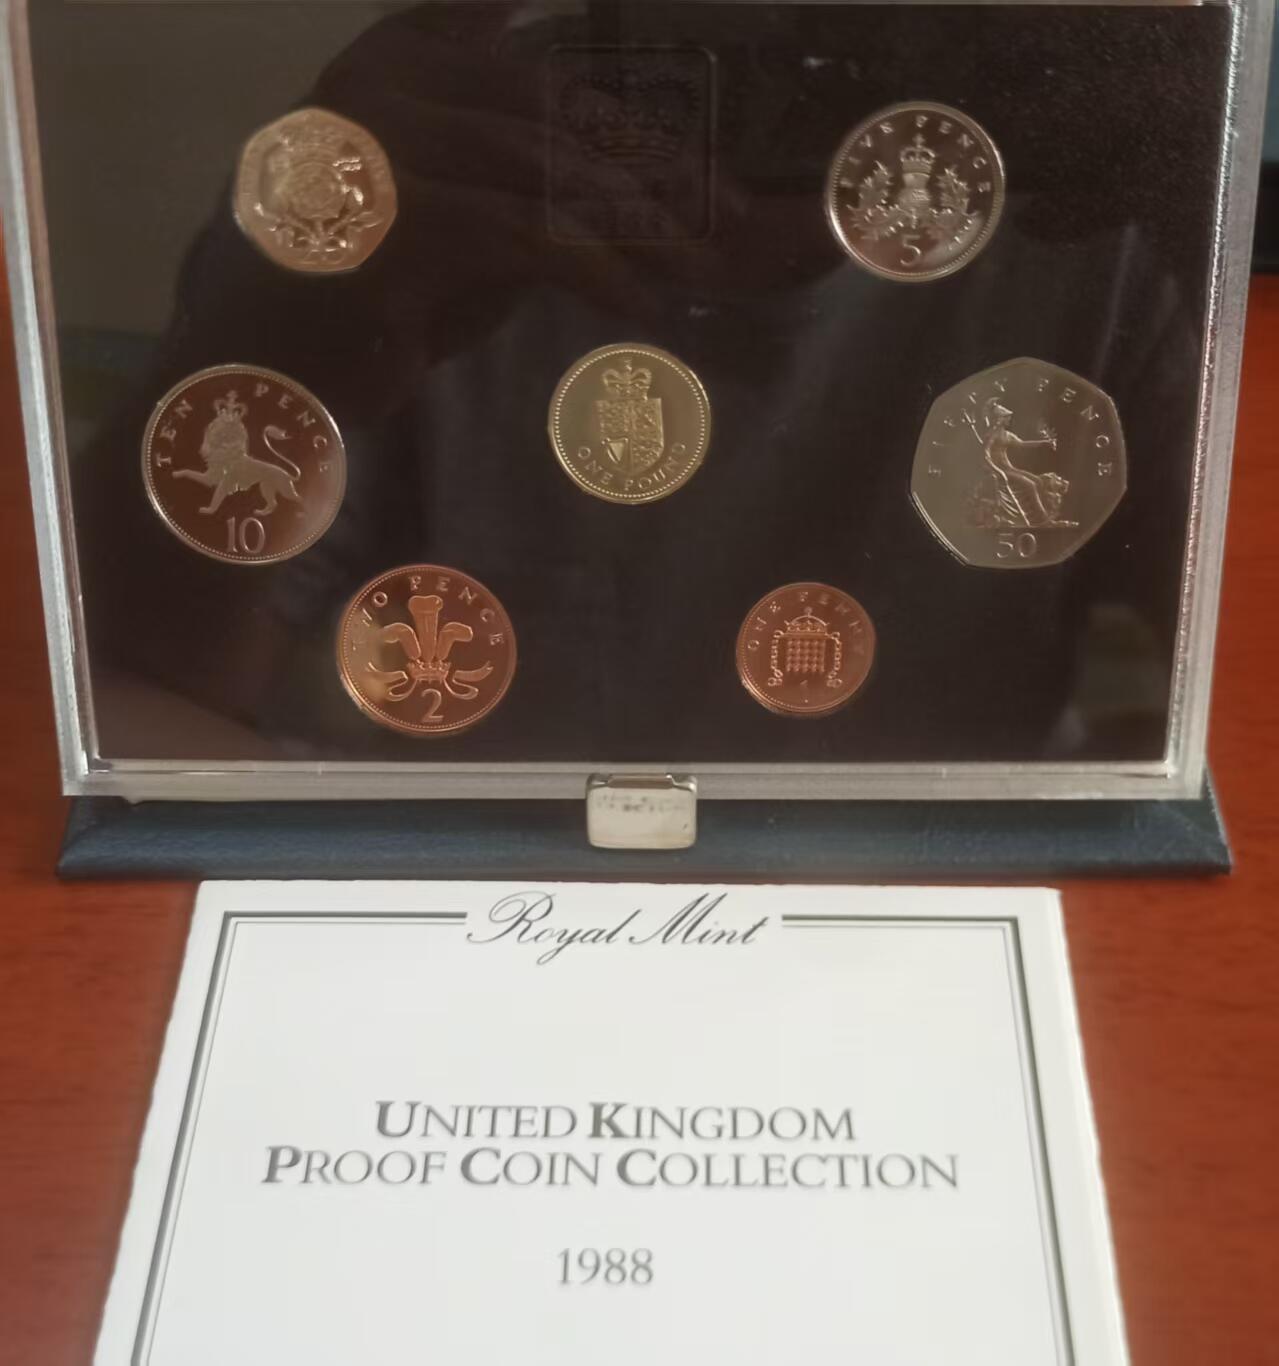 FIVE PENCE
5
TEN PENCE
10
ONE POUND
FIFTY PENCE
50
TWO PENCE
2
ONE PENNY
1
Royal Mint
UNITED KINGDOM
PROOF COIN COLLECTION
1988